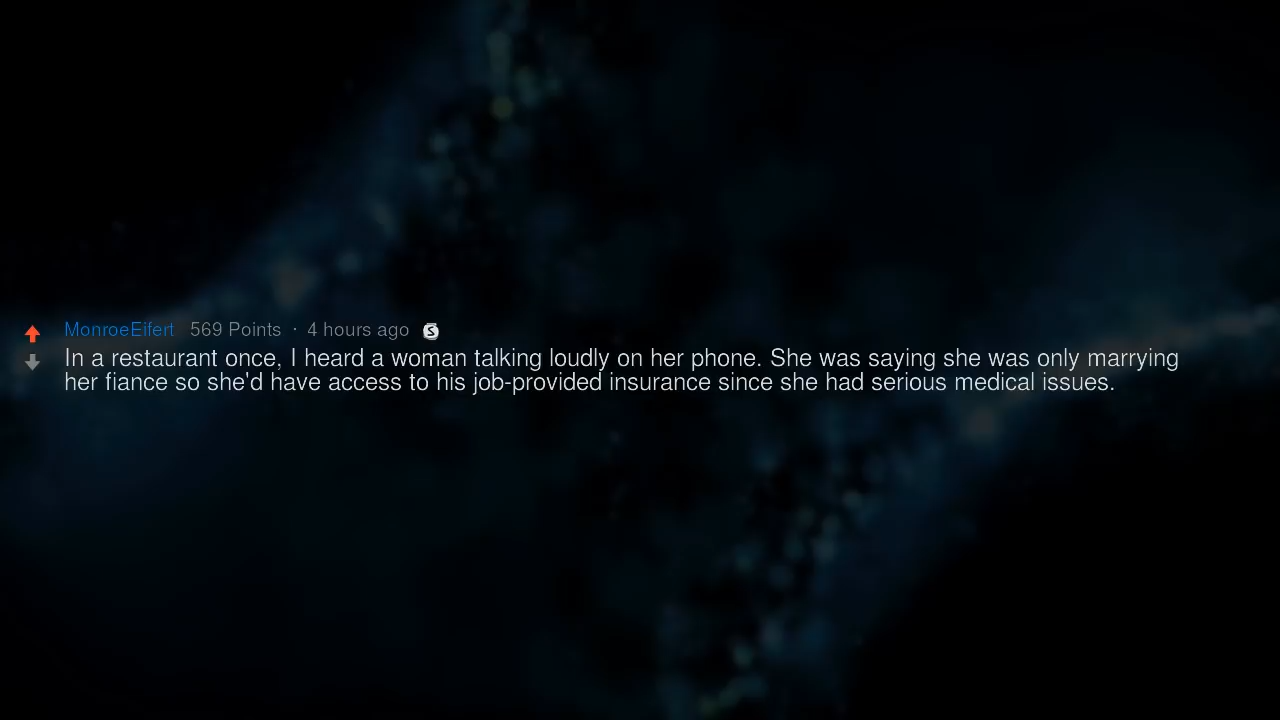 MonroeEifert 569 Points · 4 hours ago S
In a restaurant once, I heard a woman talking loudly on her phone. She was saying she was only marrying
her fiance so she'd have access to his job-provided insurance since she had serious medical issues.